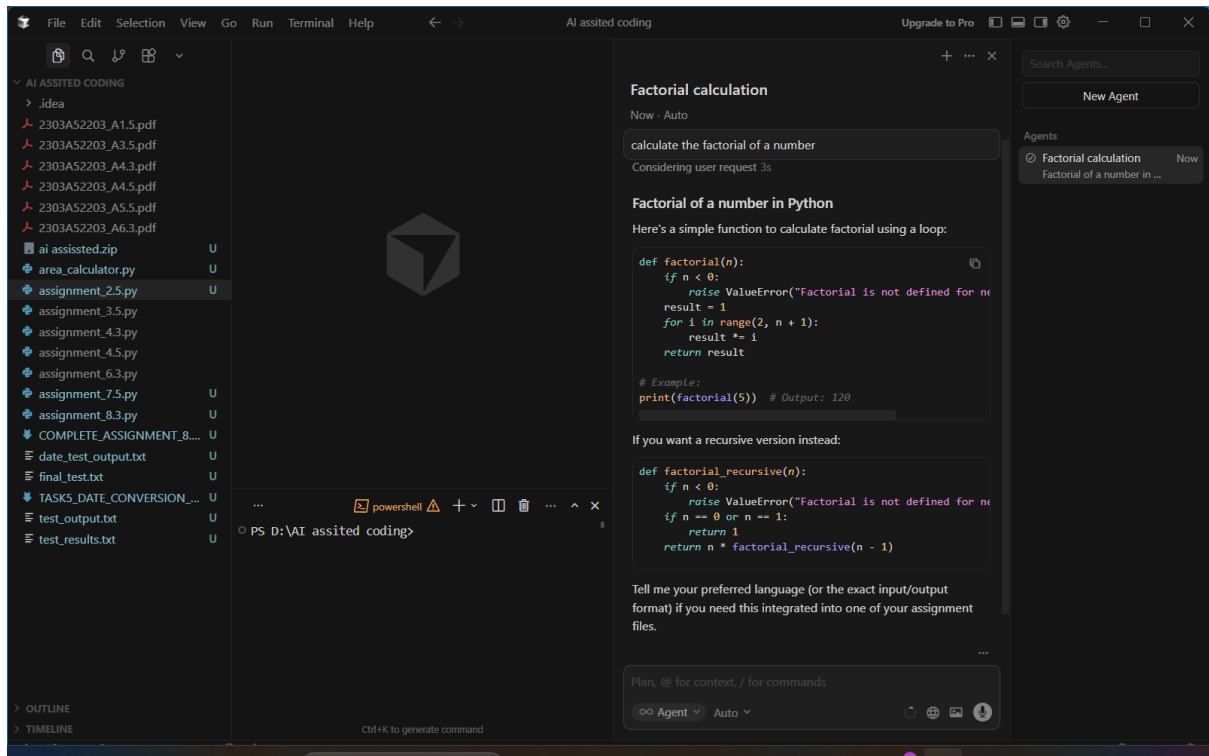 File Edit Selection View Go Run Terminal Help
AI assited coding
Upgrade to Pro
AI ASSITED CODING
.idea
2303A52203_A1.5.pdf
2303A52203_A3.5.pdf
2303A52203_A4.3.pdf
2303A52203_A4.5.pdf
2303A52203_A5.5.pdf
2303A52203_A6.3.pdf
ai assissted.zip U
area_calculator.py U
assignment_2.5.py U
assignment_3.5.py
assignment_4.3.py
assignment_4.5.py
assignment_6.3.py
assignment_7.5.py U
assignment_8.3.py U
COMPLETE_ASSIGNMENT_8.... U
date_test_output.txt U
final_test.txt U
TASK5_DATE_CONVERSION_... U
test_output.txt U
test_results.txt U
OUTLINE
TIMELINE
powershell
PS D:\AI assited coding>
Ctrl+K to generate command
Factorial calculation
Now · Auto
calculate the factorial of a number
Considering user request 3s
Factorial of a number in Python
Here's a simple function to calculate factorial using a loop:
def factorial(n):
    if n < 0:
        raise ValueError("Factorial is not defined for ne
    result = 1
    for i in range(2, n + 1):
        result *= i
    return result
# Example:
print(factorial(5))  # Output: 120
If you want a recursive version instead:
def factorial_recursive(n):
    if n < 0:
        raise ValueError("Factorial is not defined for ne
    if n == 0 or n == 1:
        return 1
    return n * factorial_recursive(n - 1)
Tell me your preferred language (or the exact input/output
format) if you need this integrated into one of your assignment
files.
Plan, @ for context, / for commands
Agent
Auto
Search Agents...
New Agent
Agents
Factorial calculation Now
Factorial of a number in ...